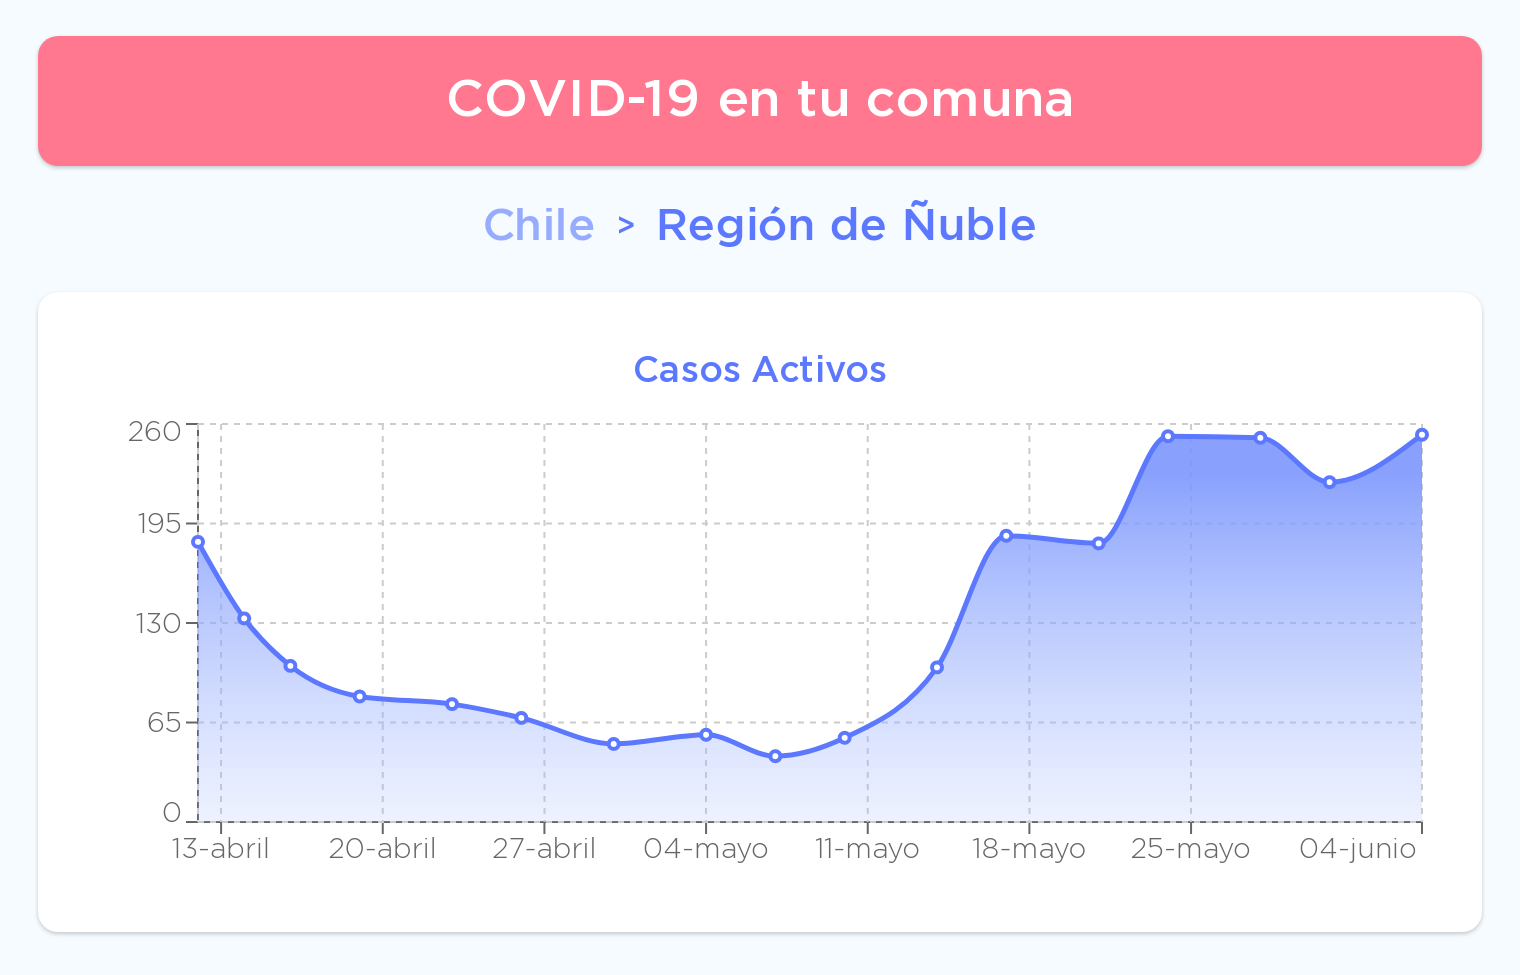 COVID-19 en tu comuna
Chile > Región de Ñuble
Casos Activos
260
195
130
65
0
13-abril 20-abril 27-abril 04-mayo 11-mayo 18-mayo 25-mayo 04-junio